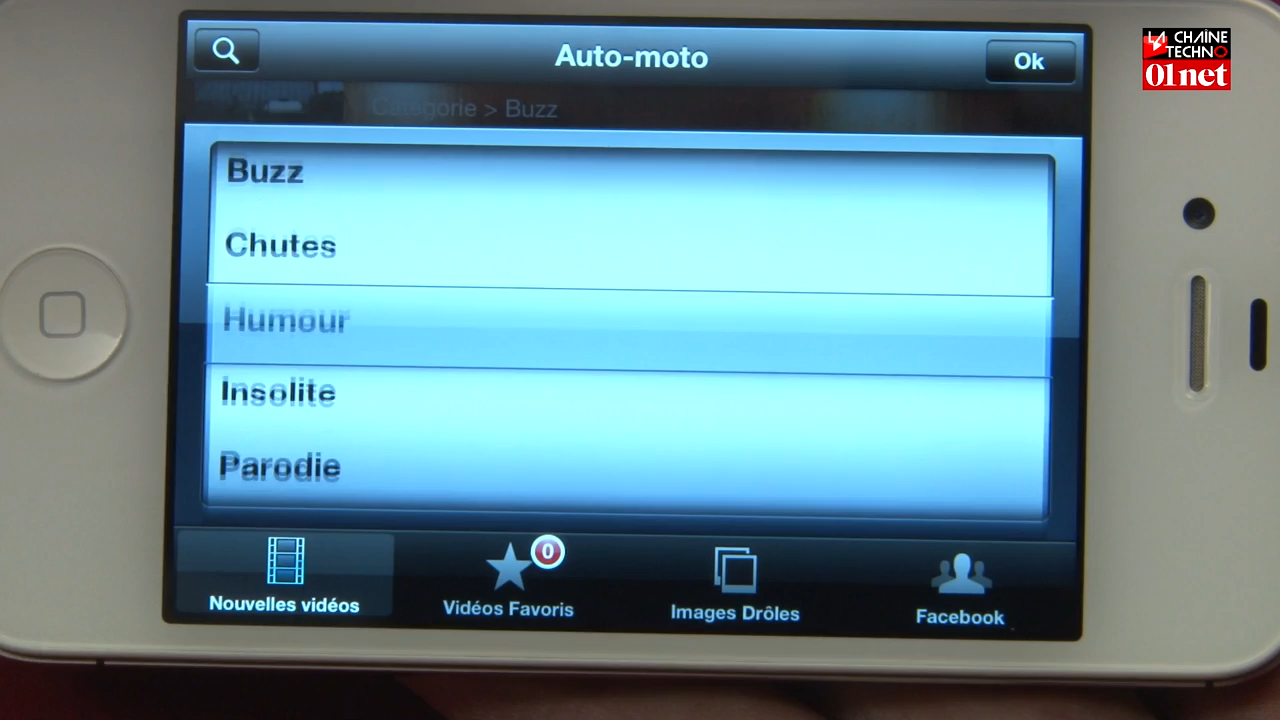 LA CHAÎNE
TECHNO
01net
Auto-moto
Ok
Catégorie > Buzz
Buzz
Chutes
Humour
Insolite
Parodie
0
Nouvelles vidéos
Vidéos Favoris
Images Drôles
Facebook